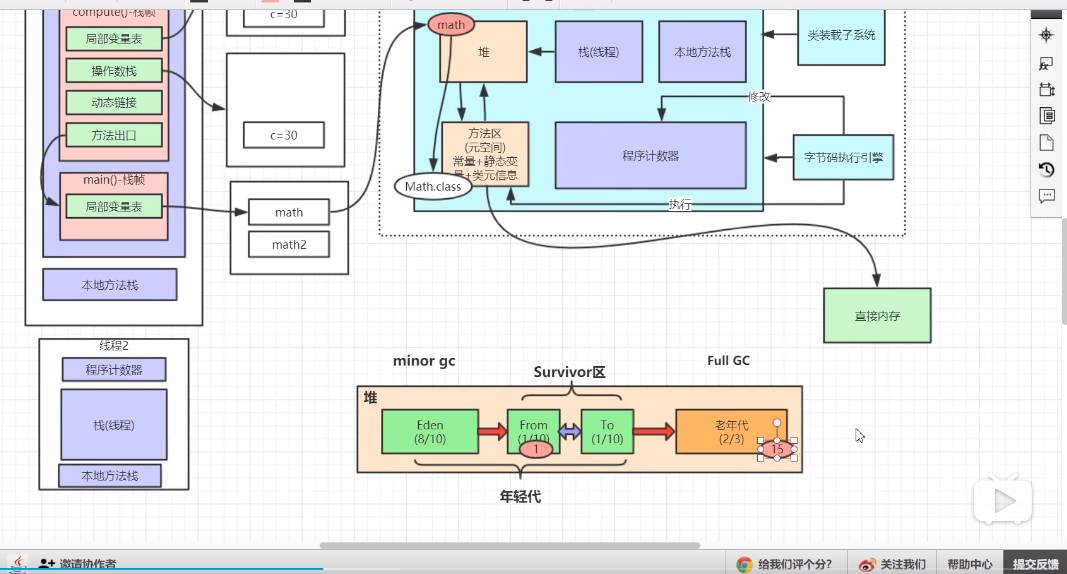 compute()-栈帧
局部变量表
操作数栈
动态链接
方法出口
main()-栈帧
局部变量表
本地方法栈
c=30
c=30
math
math2
math
堆
栈(线程)
本地方法栈
类装载子系统
修改
方法区
(元空间)
常量+静态变
量+类元信息
程序计数器
字节码执行引擎
Math.class
执行
直接内存
线程2
程序计数器
栈(线程)
本地方法栈
minor gc
Survivor区
Full GC
堆
Eden
(8/10)
From
(1/10)
1
To
(1/10)
老年代
(2/3)
15
年轻代
邀请协作者
给我们评个分?
关注我们
帮助中心
提交反馈